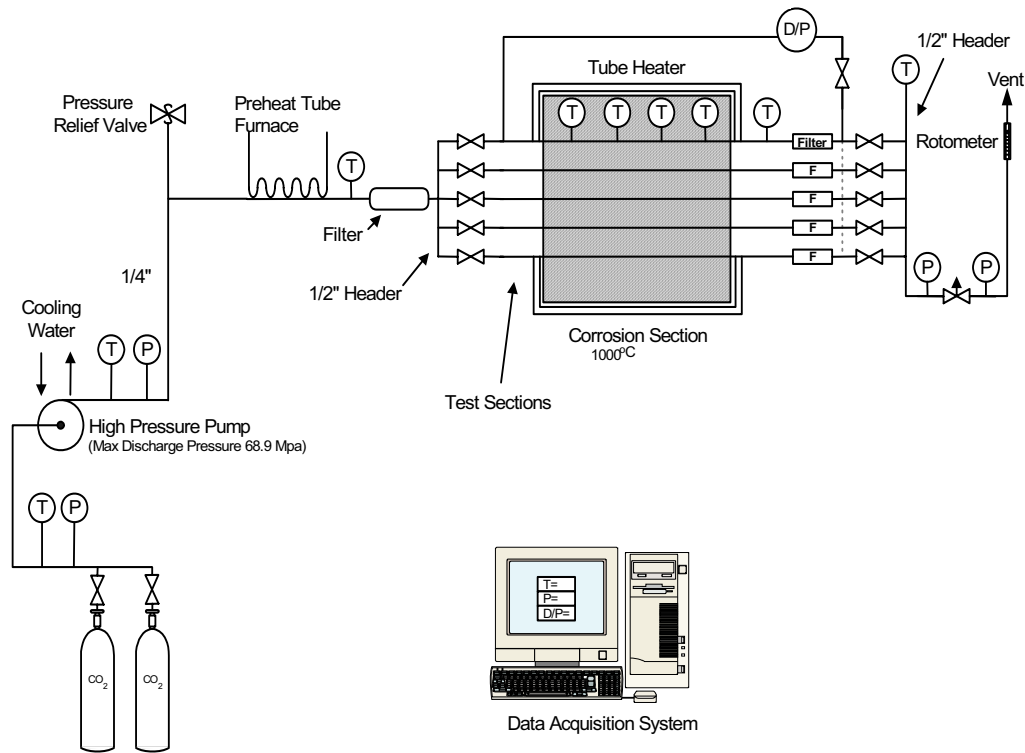 D/P
1/2" Header
T
Vent
Tube Heater
Pressure
Relief Valve
Preheat Tube
Furnace
T
T
T
T
T
Rotometer
Filter
T
F
F
Filter
F
F
1/4"
1/2" Header
P
P
Cooling
Water
Corrosion Section
1000°C
T
P
Test Sections
High Pressure Pump
(Max Discharge Pressure 68.9 Mpa)
T
P
T=
P=
D/P=
CO2
CO2
Data Acquisition System